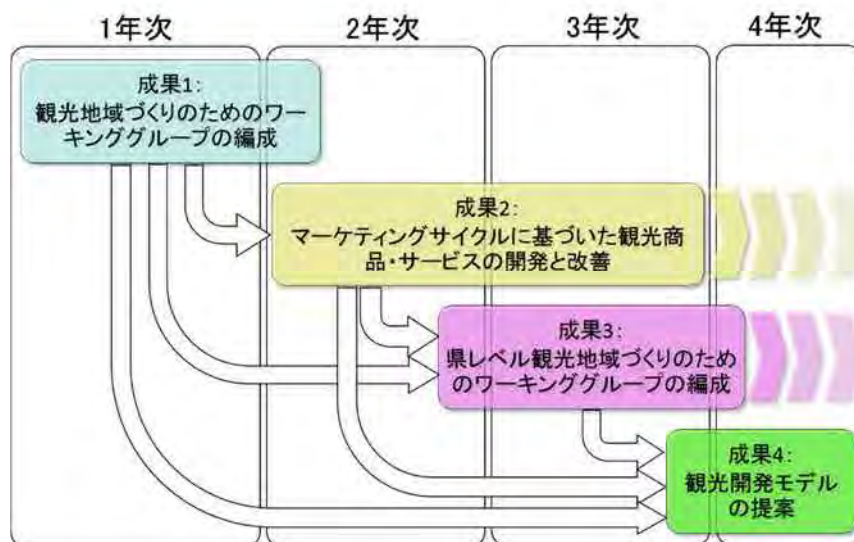 1年次
2年次
3年次
4年次
成果1:
観光地域づくりのためのワー
キンググループの編成
成果2:
マーケティングサイクルに基づいた観光商
品・サービスの開発と改善
成果3:
県レベル観光地域づくりのため
のワーキンググループの編成
成果4:
観光開発モデル
の提案